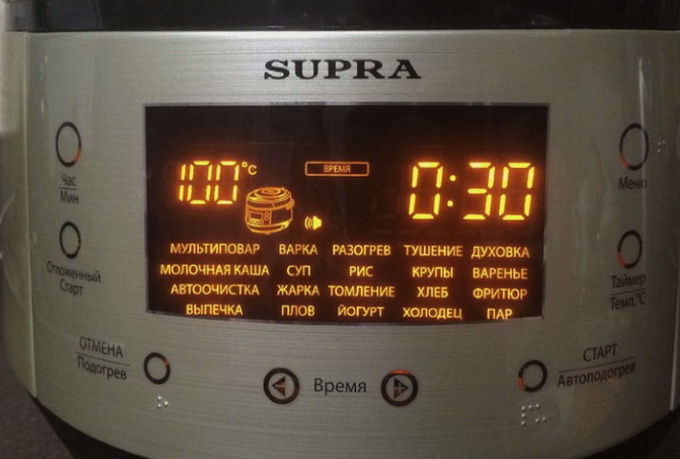 SUPRA
100°C
ВРЕМЯ
0:30
МУЛЬТИПОВАР ВАРКА РАЗОГРЕВ ТУШЕНИЕ ДУХОВКА
МОЛОЧНАЯ КАША СУП РИС КРУПЫ ВАРЕНЬЕ
АВТООЧИСТКА ЖАРКА ТОМЛЕНИЕ ХЛЕБ ФРИТЮР
ВЫПЕЧКА ПЛОВ ЙОГУРТ ХОЛОДЕЦ ПАР
Час
Мин
Меню
Отложенный
Старт
Таймер
Темп.°C
ОТМЕНА
Подогрев
Время
СТАРТ
Автоподогрев